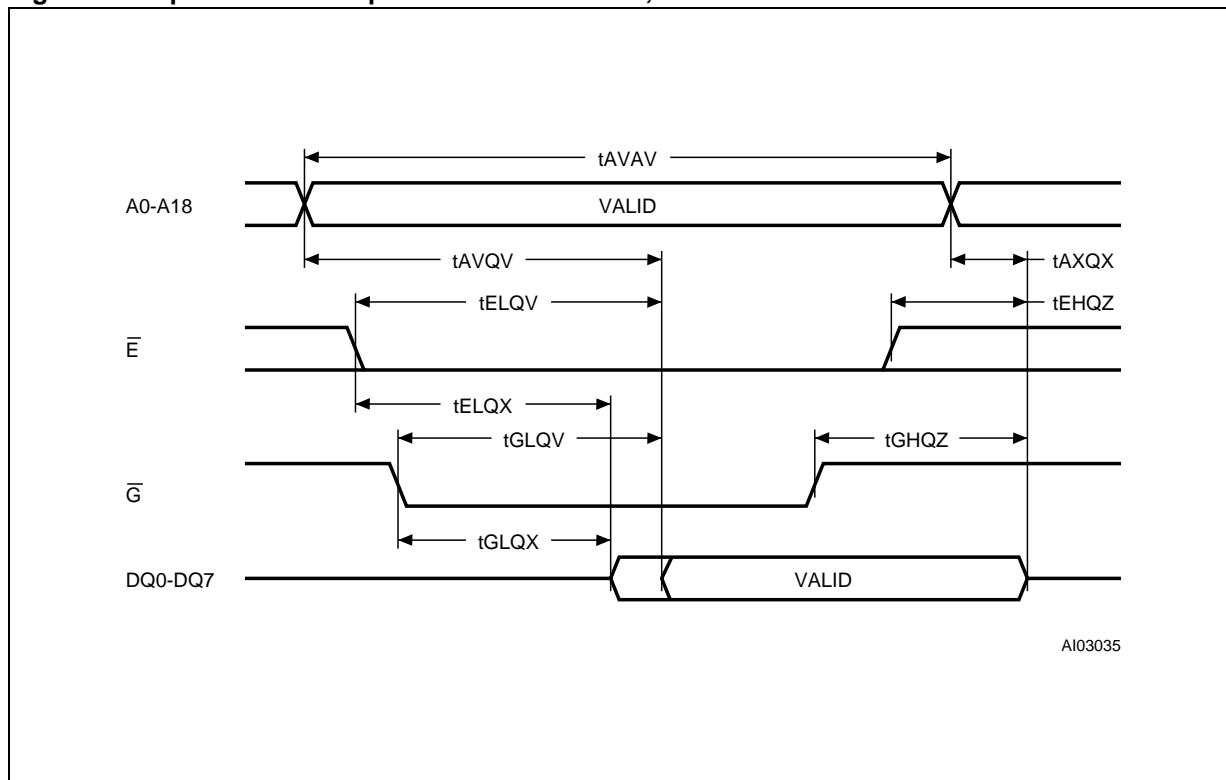 tAVAV
A0-A18
VALID
tAVQV
tAXQX
tELQV
tEHQZ
E̅
tELQX
tGLQV
tGHQZ
G̅
tGLQX
DQ0-DQ7
VALID
AI03035